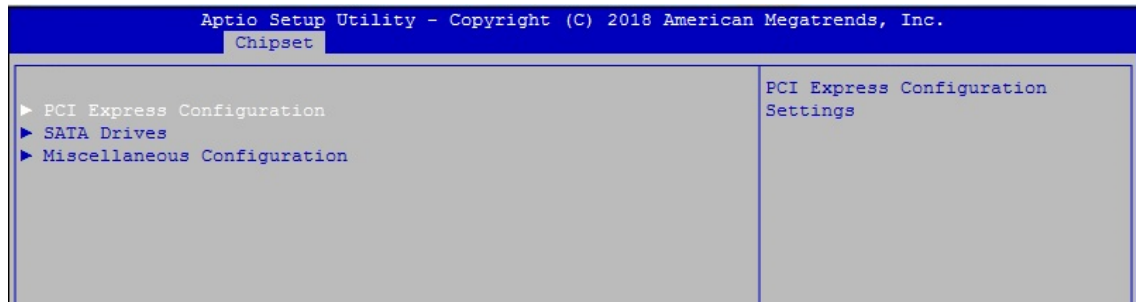 Aptio Setup Utility - Copyright (C) 2018 American Megatrends, Inc.
Chipset
► PCI Express Configuration
► SATA Drives
► Miscellaneous Configuration
PCI Express Configuration
Settings